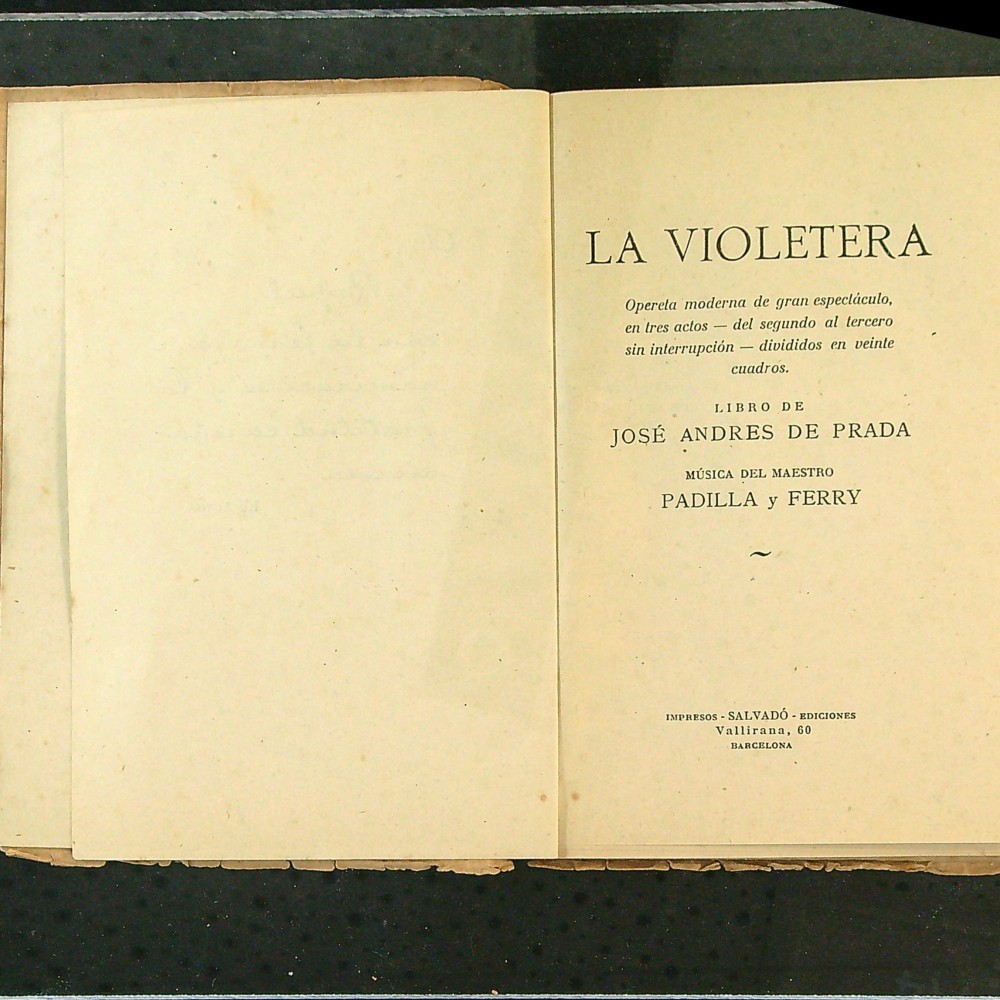 LA VIOLETERA
Opereta moderna de gran espectáculo,
en tres actos — del segundo al tercero
sin interrupción — divididos en veinte
cuadros.
LIBRO DE
JOSÉ ANDRES DE PRADA
MÚSICA DEL MAESTRO
PADILLA y FERRY
IMPRESOS - SALVADÓ - EDICIONES
Vallirana, 60
BARCELONA